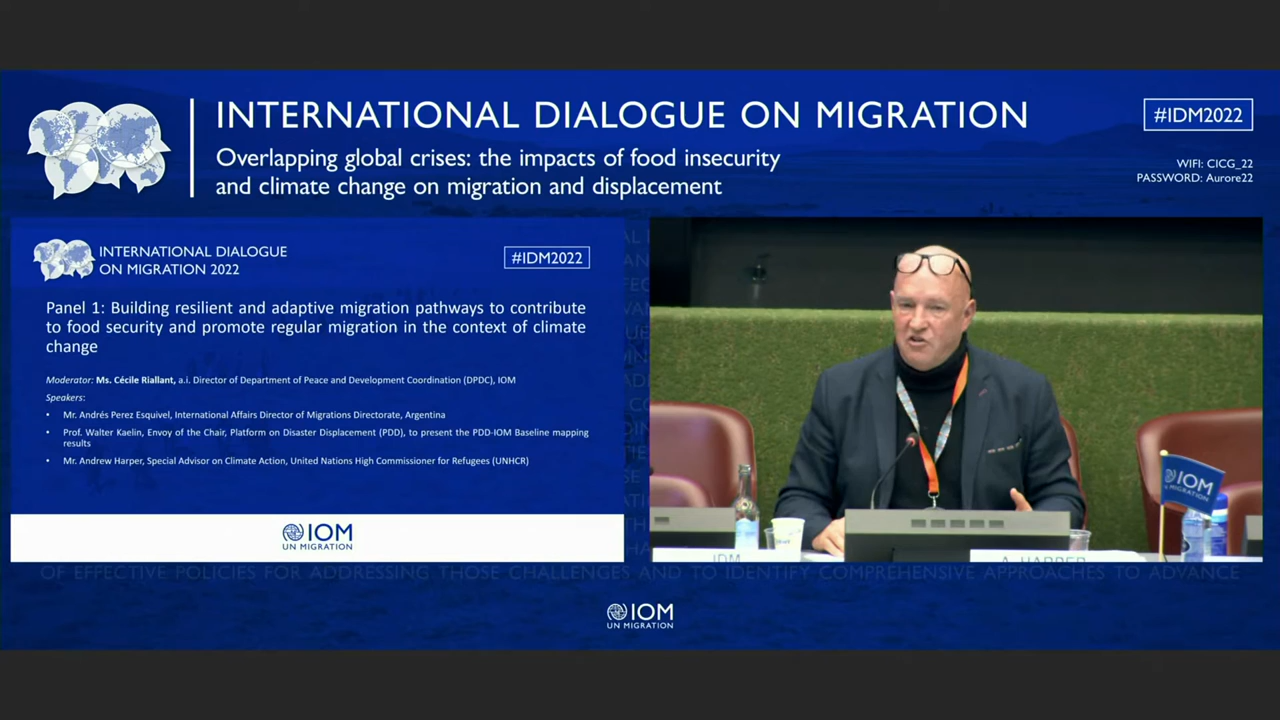 INTERNATIONAL DIALOGUE ON MIGRATION
Overlapping global crises: the impacts of food insecurity
and climate change on migration and displacement
#IDM2022
WIFI: CICG_22
PASSWORD: Aurore22
INTERNATIONAL DIALOGUE
ON MIGRATION 2022
#IDM2022
Panel 1: Building resilient and adaptive migration pathways to contribute
to food security and promote regular migration in the context of climate
change
Moderator: Ms. Cécile Riallant, a.i. Director of Department of Peace and Development Coordination (DPDC), IOM
Speakers:
• Mr. Andrés Perez Esquivel, International Affairs Director of Migrations Directorate, Argentina
• Prof. Walter Kaelin, Envoy of the Chair, Platform on Disaster Displacement (PDD), to present the PDD-IOM Baseline mapping
results
• Mr. Andrew Harper, Special Advisor on Climate Action, United Nations High Commissioner for Refugees (UNHCR)
IOM
UN MIGRATION
IOM
UN MIGRATION
IDM
A. HARPER
OF EFFECTIVE POLICIES FOR ADDRESSING THOSE CHALLENGES AND TO IDENTIFY COMPREHENSIVE APPROACHES TO ADVANCE
IOM
UN MIGRATION